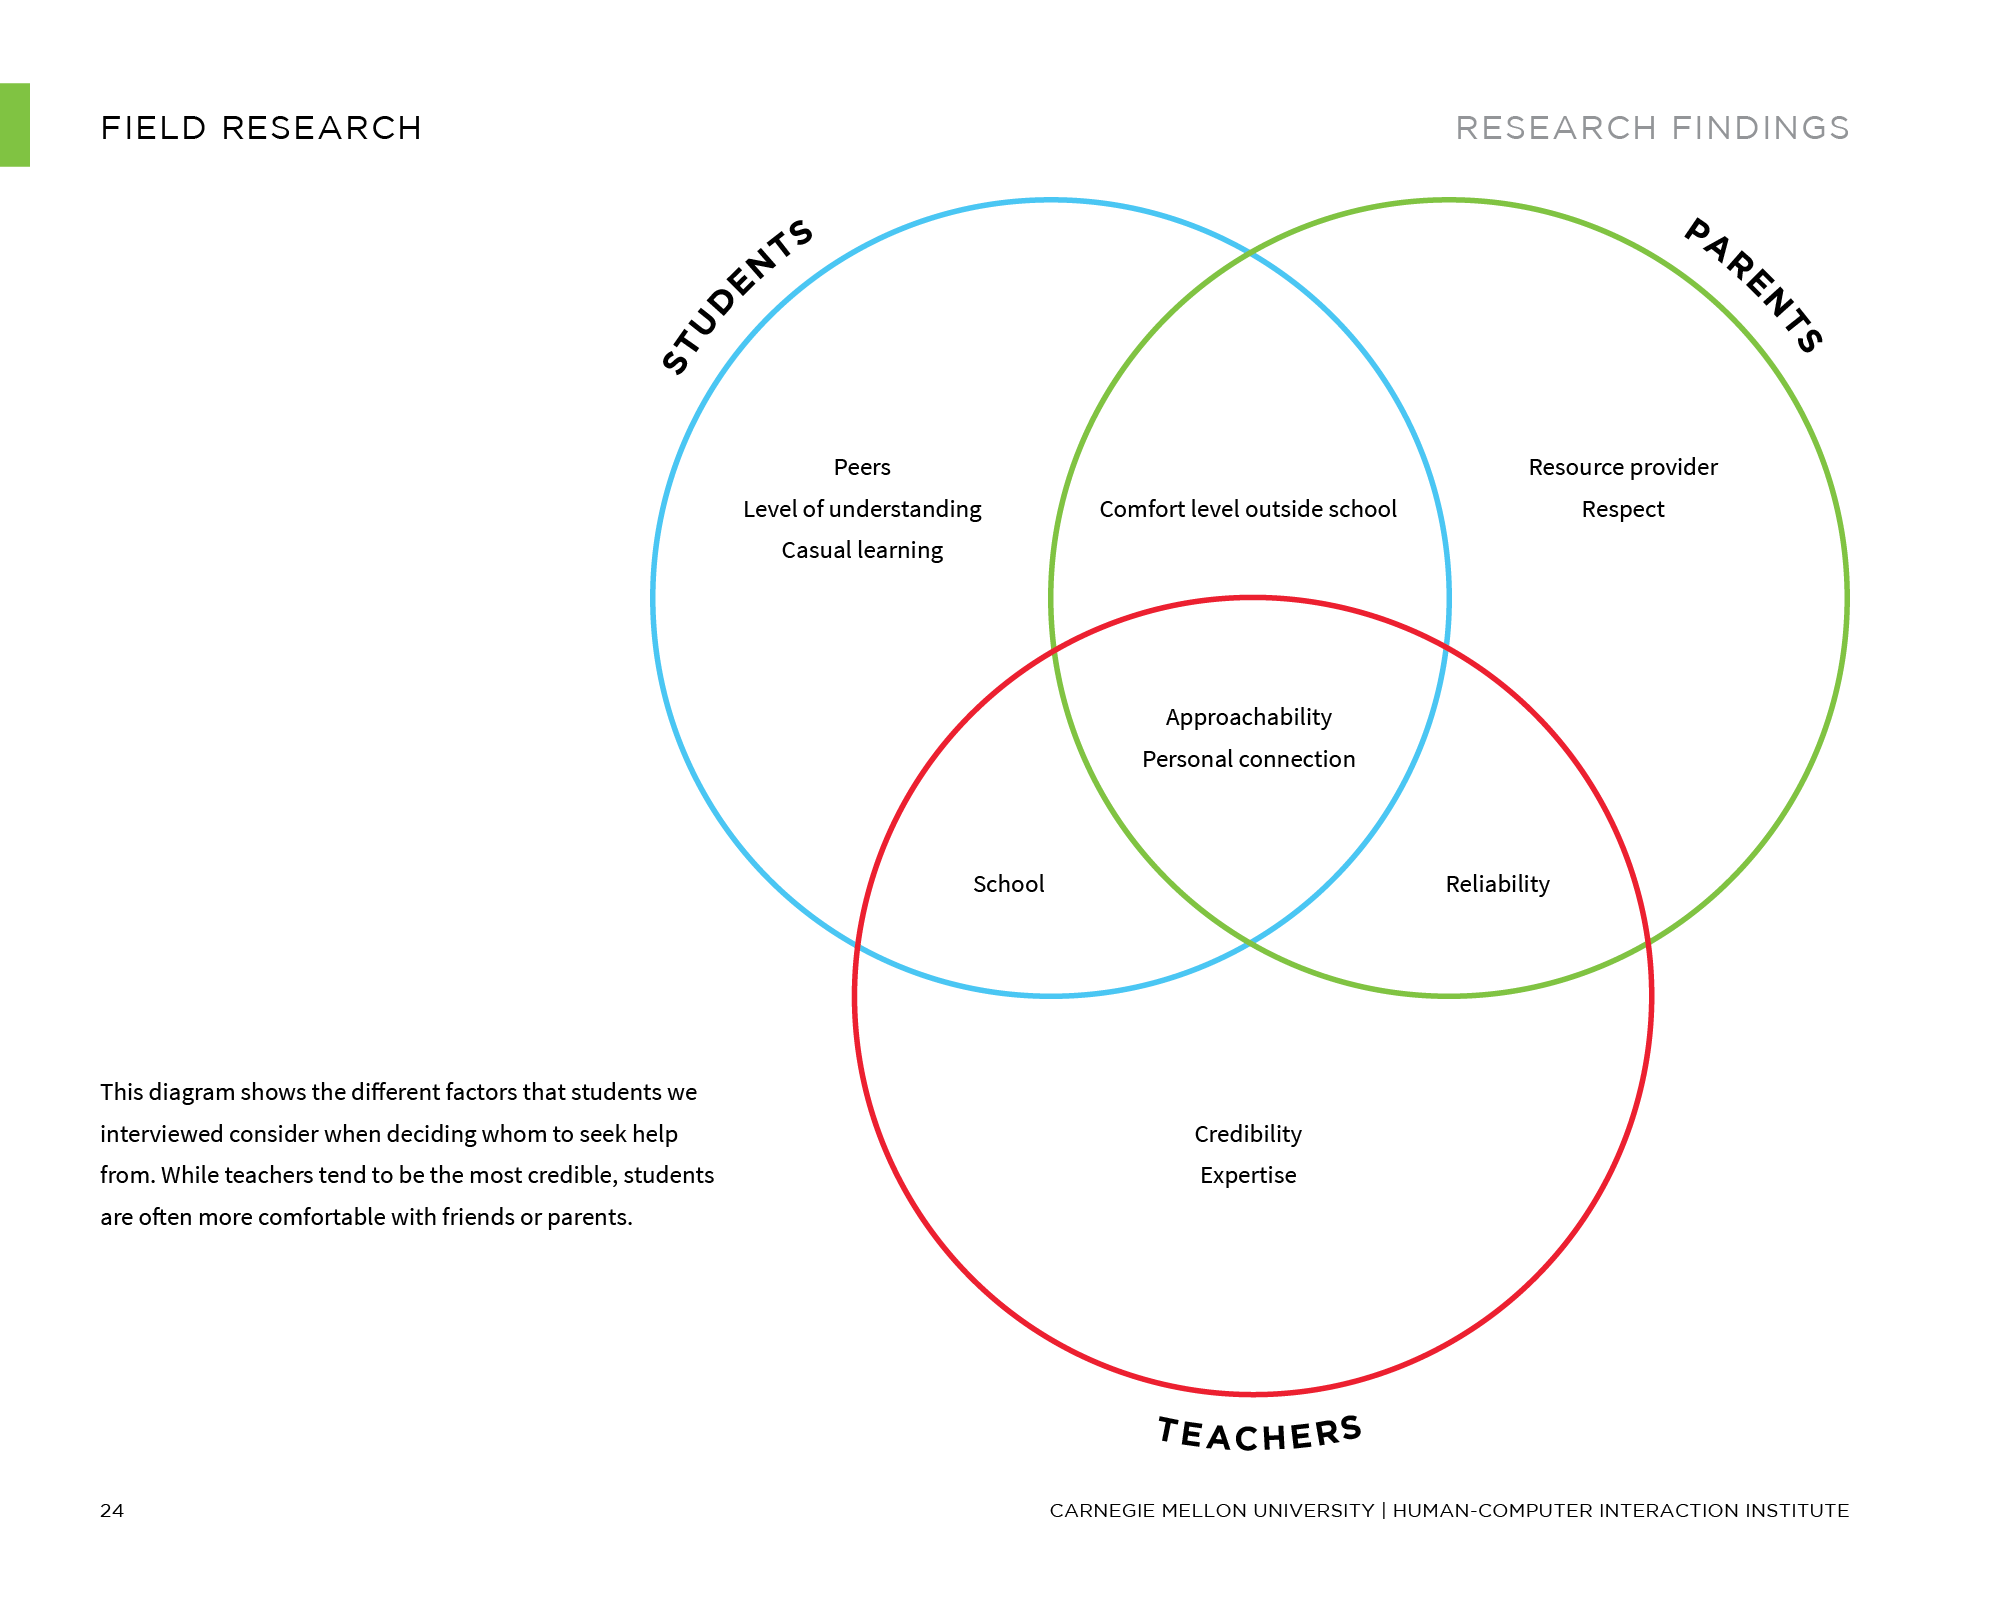 FIELD RESEARCH
RESEARCH FINDINGS
STUDENTS
PARENTS
Peers
Level of understanding
Casual learning
Comfort level outside school
Resource provider
Respect
Approachability
Personal connection
School
Reliability
Credibility
Expertise
TEACHERS
This diagram shows the different factors that students we
interviewed consider when deciding whom to seek help
from. While teachers tend to be the most credible, students
are often more comfortable with friends or parents.
24
CARNEGIE MELLON UNIVERSITY | HUMAN-COMPUTER INTERACTION INSTITUTE